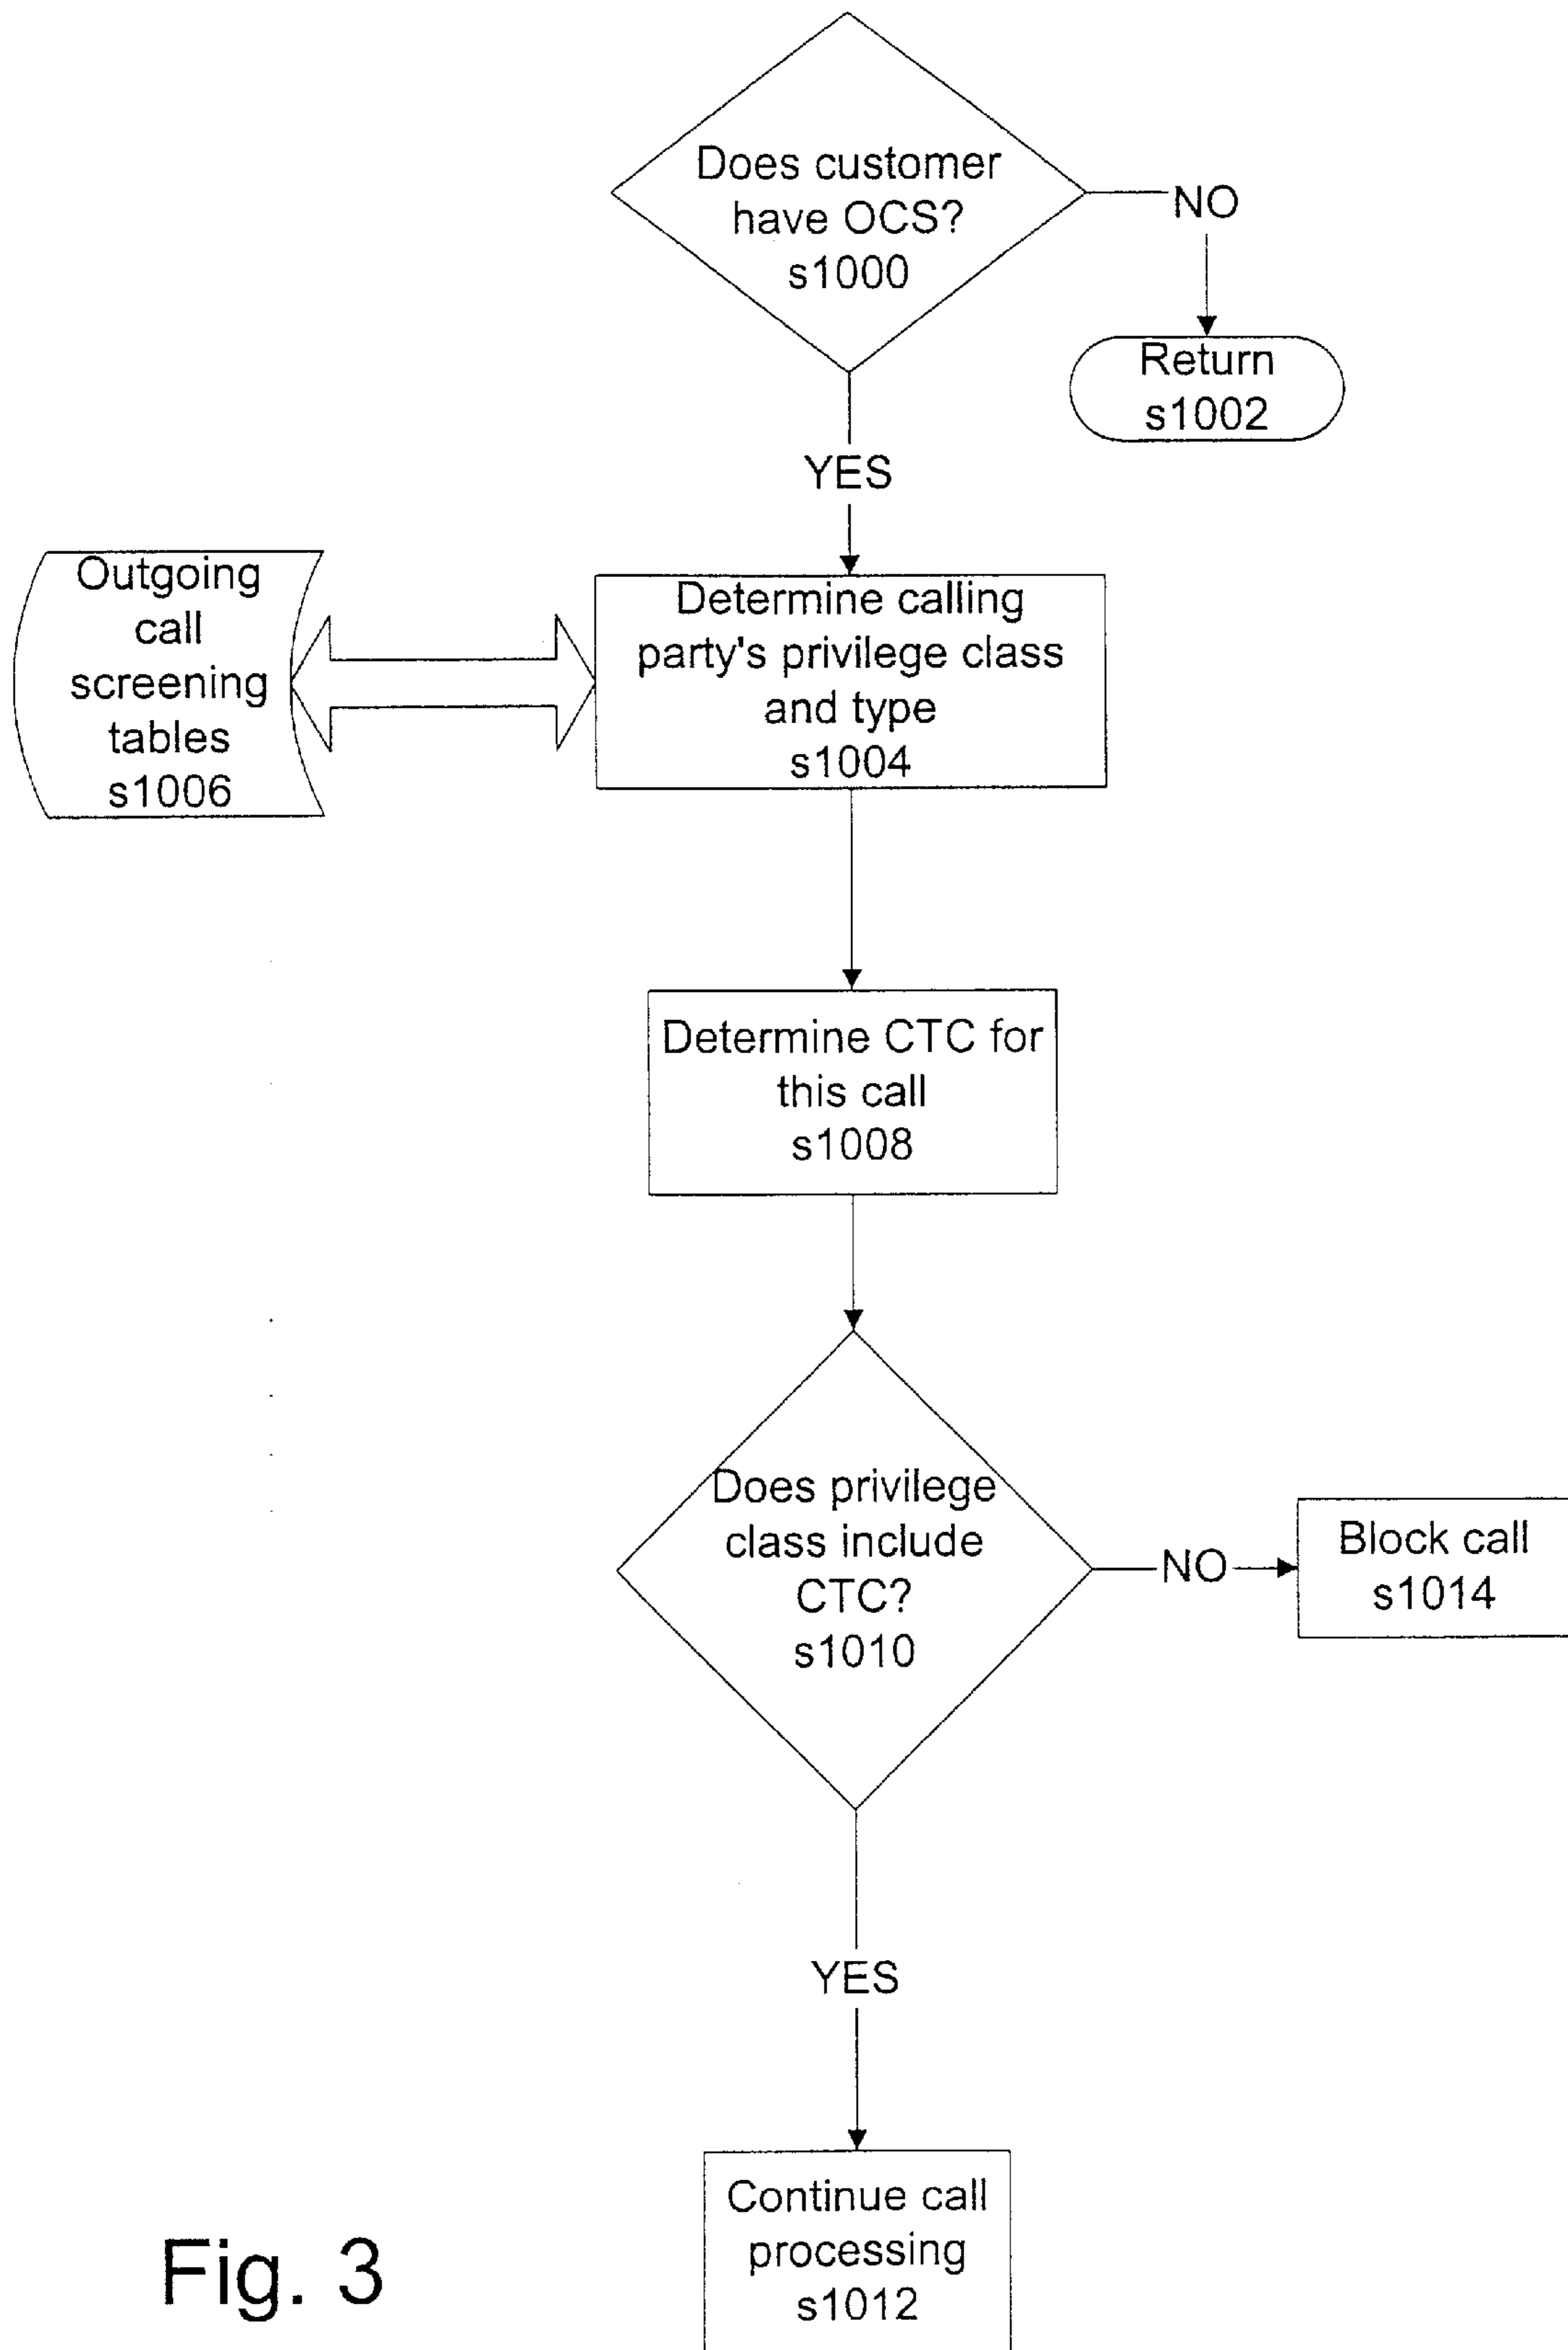 Does customer
have OCS?
s1000
NO
Return
s1002
YES
Outgoing
call
screening
tables
s1006
Determine calling
party's privilege class
and type
s1004
Determine CTC for
this call
s1008
Does privilege
class include
CTC?
s1010
NO
Block call
s1014
YES
Continue call
processing
s1012
Fig. 3